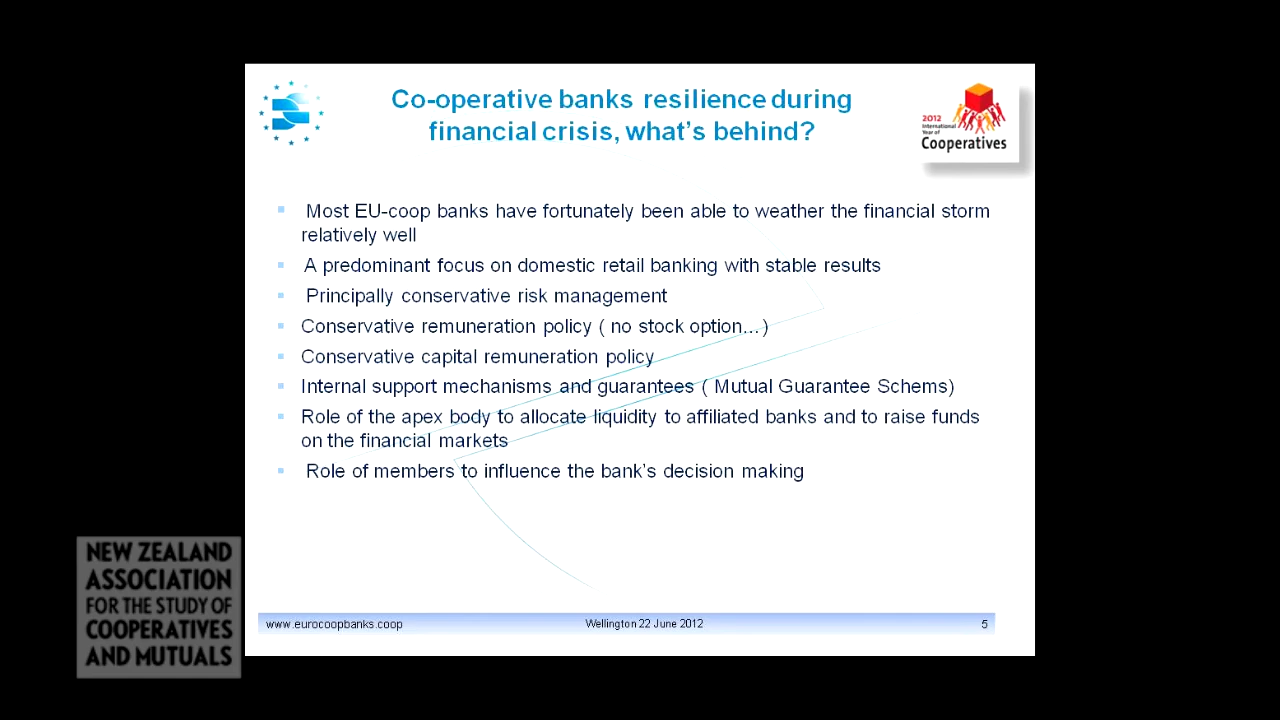 Co-operative banks resilience during
financial crisis, what's behind?
2012
International
Year of
Cooperatives
Most EU-coop banks have fortunately been able to weather the financial storm
relatively well
A predominant focus on domestic retail banking with stable results
Principally conservative risk management
Conservative remuneration policy ( no stock option…)
Conservative capital remuneration policy
Internal support mechanisms and guarantees ( Mutual Guarantee Schems)
Role of the apex body to allocate liquidity to affiliated banks and to raise funds
on the financial markets
Role of members to influence the bank's decision making
NEW ZEALAND
ASSOCIATION
FOR THE STUDY OF
COOPERATIVES
AND MUTUALS
www.eurocoopbanks.coop
Wellington 22 June 2012
5